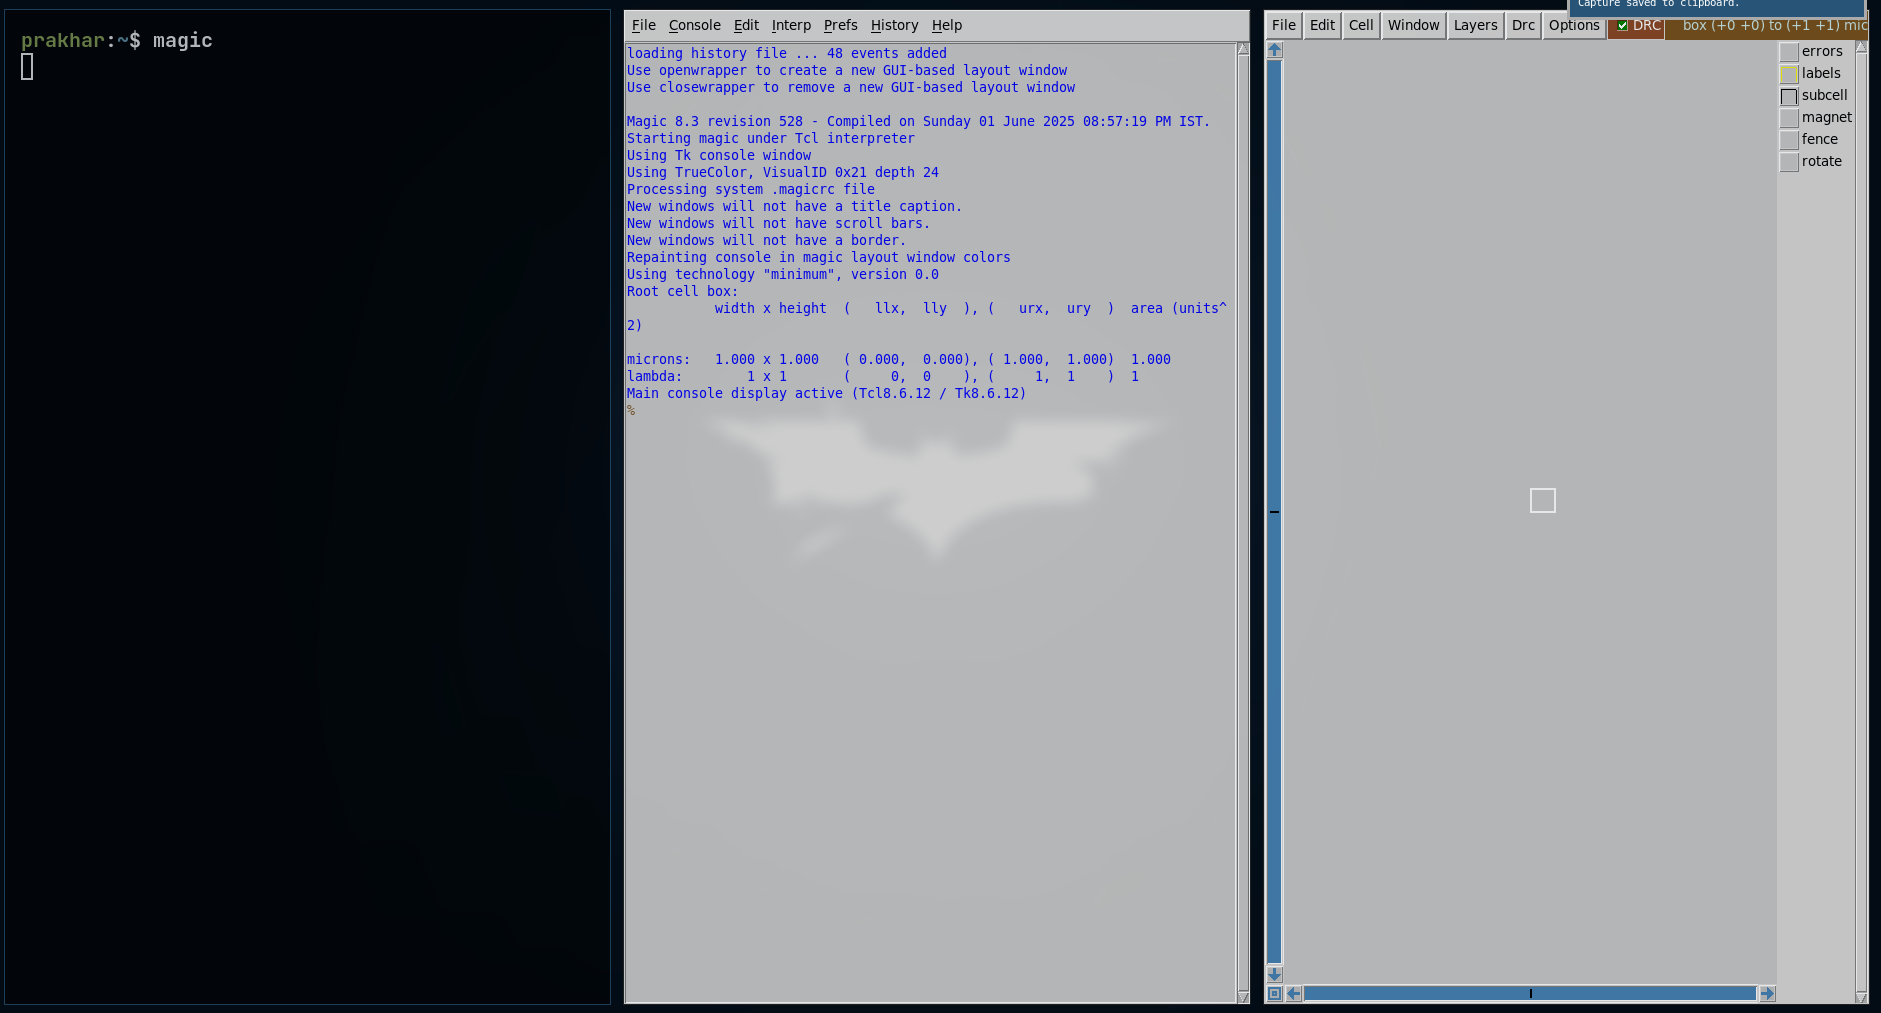 prakhar:~$ magic
File Console Edit Interp Prefs History Help
loading history file ... 48 events added
Use openwrapper to create a new GUI-based layout window
Use closewrapper to remove a new GUI-based layout window
Magic 8.3 revision 528 - Compiled on Sunday 01 June 2025 08:57:19 PM IST.
Starting magic under Tcl interpreter
Using Tk console window
Using TrueColor, VisualID 0x21 depth 24
Processing system .magicrc file
New windows will not have a title caption.
New windows will not have scroll bars.
New windows will not have a border.
Repainting console in magic layout window colors
Using technology "minimum", version 0.0
Root cell box:
           width x height  (   llx,  lly  ), (   urx,  ury  )  area (units^
2)
microns:   1.000 x 1.000   ( 0.000,  0.000), ( 1.000,  1.000)  1.000
lambda:        1 x 1       (     0,  0    ), (     1,  1    )  1
Main console display active (Tcl8.6.12 / Tk8.6.12)
%
Capture saved to clipboard.
File Edit Cell Window Layers Drc Options DRC box (+0 +0) to (+1 +1) mic
errors
labels
subcell
magnet
fence
rotate